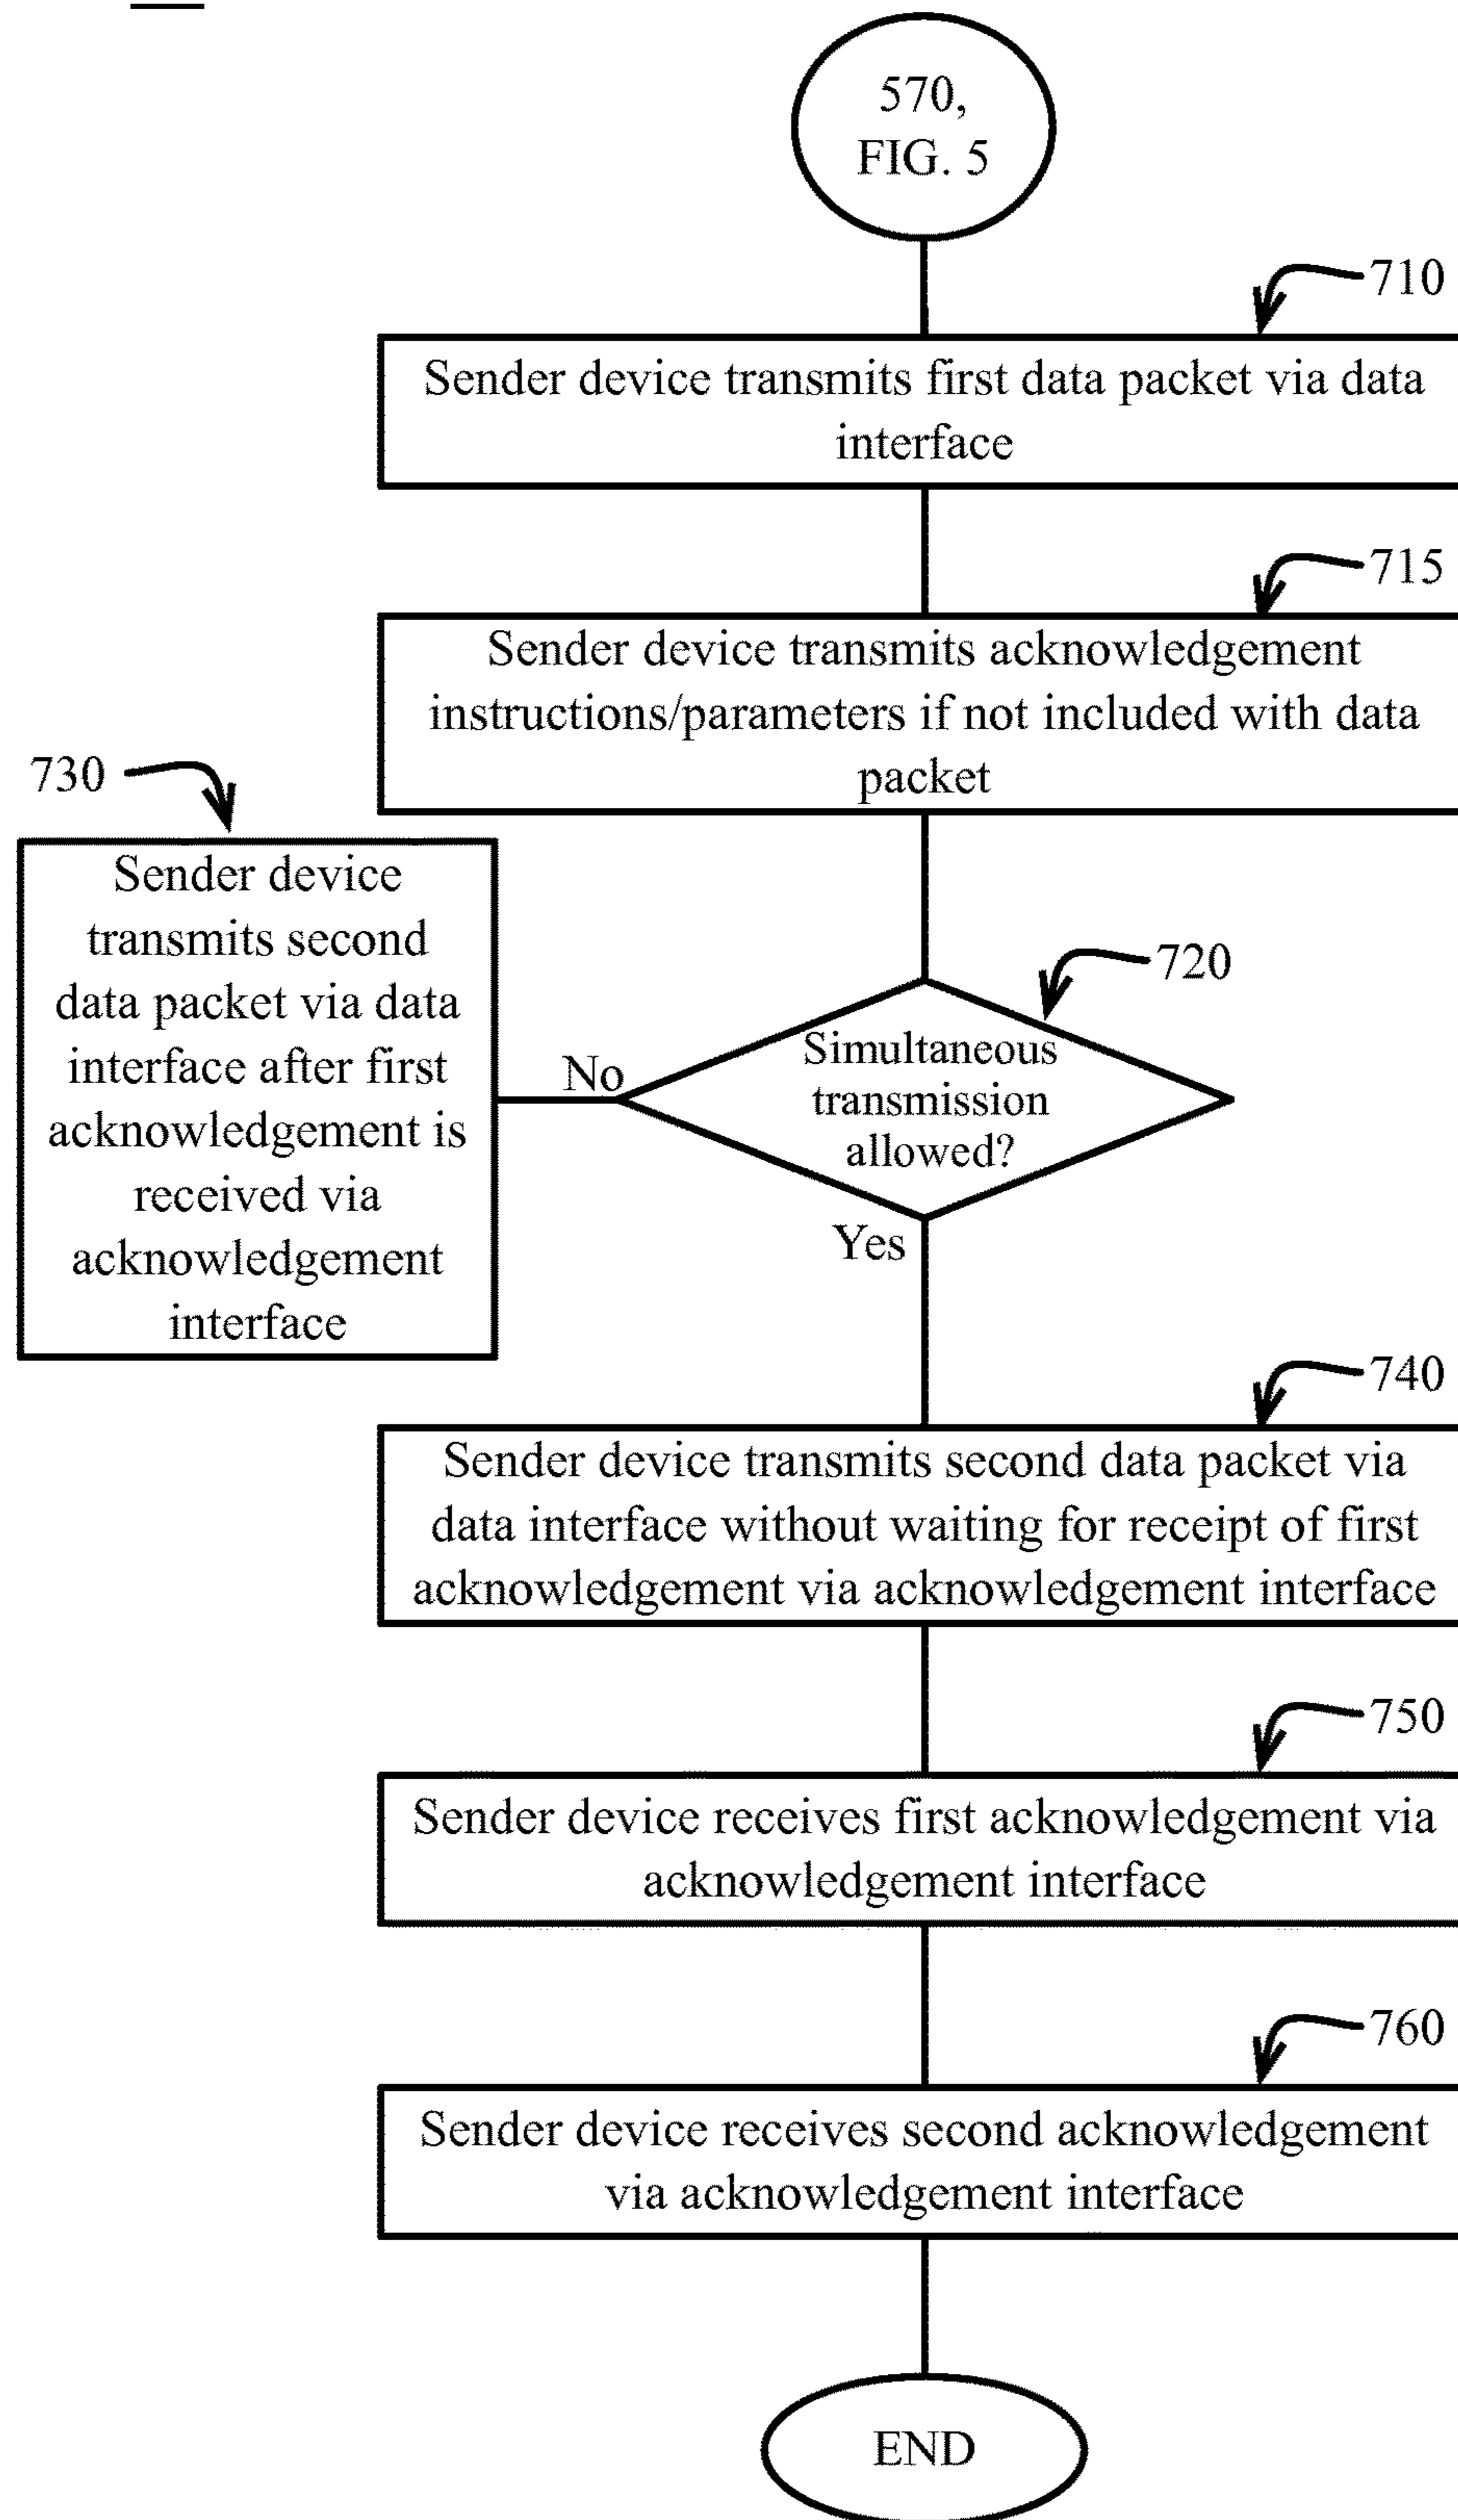 570,
FIG. 5
710
Sender device transmits first data packet via data
interface
715
Sender device transmits acknowledgement
instructions/parameters if not included with data
packet
730
Sender device
transmits second
data packet via data
interface after first
acknowledgement is
received via
acknowledgement
interface
720
Simultaneous
transmission
allowed?
No
Yes
740
Sender device transmits second data packet via
data interface without waiting for receipt of first
acknowledgement via acknowledgement interface
750
Sender device receives first acknowledgement via
acknowledgement interface
760
Sender device receives second acknowledgement
via acknowledgement interface
END